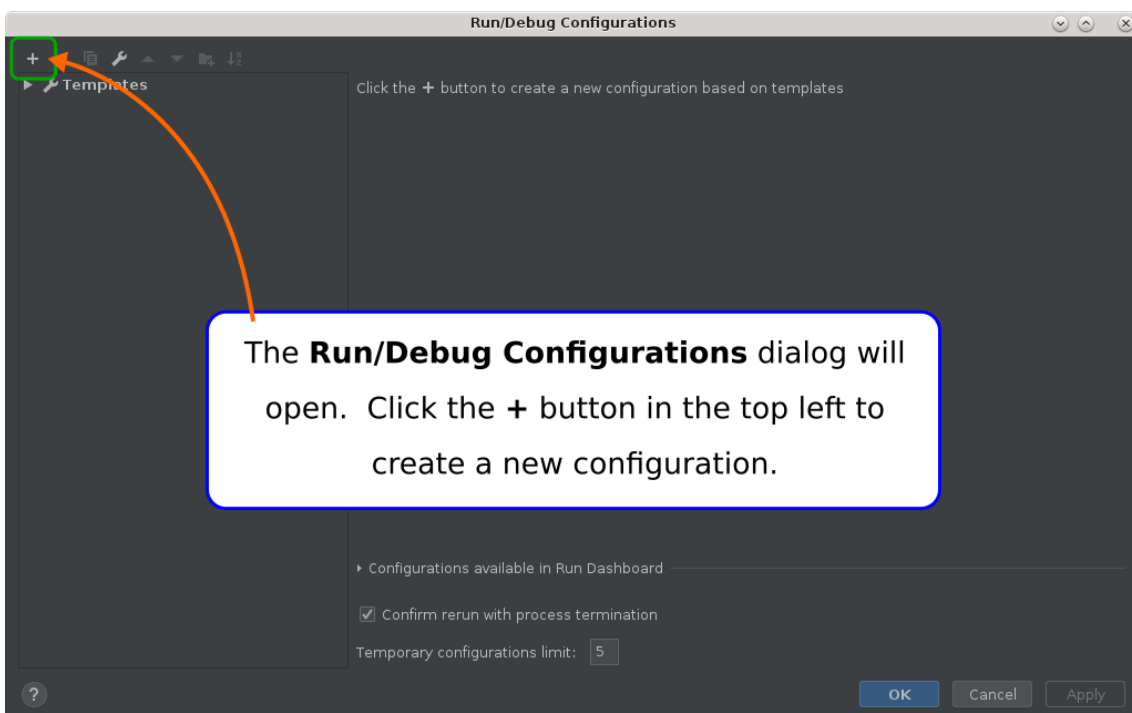 Run/Debug Configurations
+
Templates
Click the + button to create a new configuration based on templates
The Run/Debug Configurations dialog will
open. Click the + button in the top left to
create a new configuration.
Configurations available in Run Dashboard
Confirm rerun with process termination
Temporary configurations limit: 5
? OK Cancel Apply